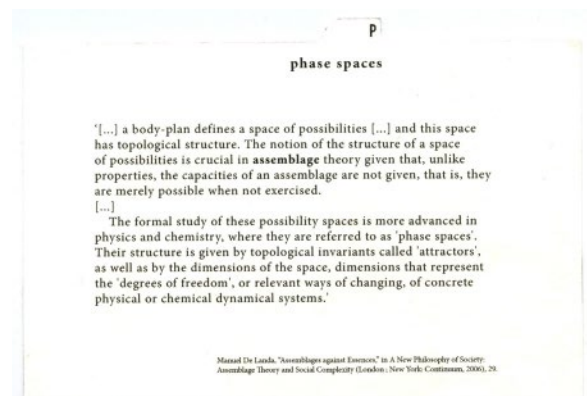 P
phase spaces
'[...] a body-plan defines a space of possibilities [...] and this space
has topological structure. The notion of the structure of a space
of possibilities is crucial in assemblage theory given that, unlike
properties, the capacities of an assemblage are not given, that is, they
are merely possible when not exercised.
[...]
The formal study of these possibility spaces is more advanced in
physics and chemistry, where they are referred to as 'phase spaces'.
Their structure is given by topological invariants called 'attractors',
as well as by the dimensions of the space, dimensions that represent
the 'degrees of freedom', or relevant ways of changing, of concrete
physical or chemical dynamical systems.'
Manuel De Landa, "Assemblages against Essences," in A New Philosophy of Society:
Assemblage Theory and Social Complexity (London ; New York: Continuum, 2006), 29.